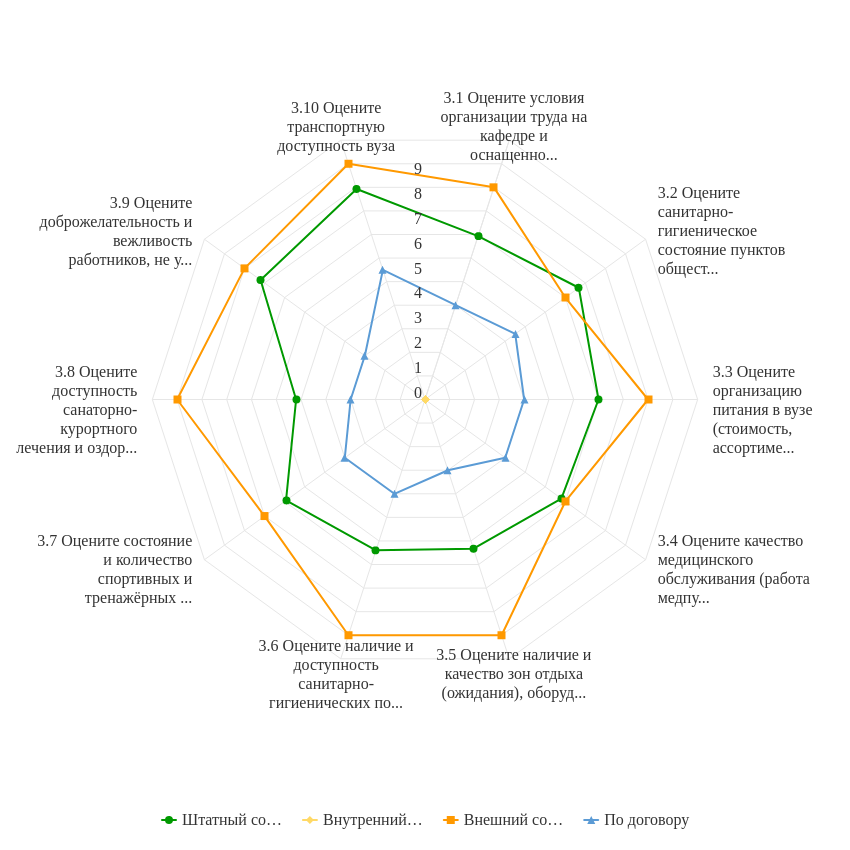 3.10 Оцените
транспортную
доступность вуза
3.1 Оцените условия
организации труда на
кафедре и
оснащенно...
3.2 Оцените
санитарно-
гигиеническое
состояние пунктов
общест...
3.3 Оцените
организацию
питания в вузе
(стоимость,
ассортиме...
3.4 Оцените качество
медицинского
обслуживания (работа
медпу...
3.5 Оцените наличие и
качество зон отдыха
(ожидания), оборуд...
3.6 Оцените наличие и
доступность
санитарно-
гигиенических по...
3.7 Оцените состояние
и количество
спортивных и
тренажёрных ...
3.8 Оцените
доступность
санаторно-
курортного
лечения и оздор...
3.9 Оцените
доброжелательность и
вежливость
работников, не у...
9
8
7
6
5
4
3
2
1
0
Штатный со…
Внутренний…
Внешний со…
По договору